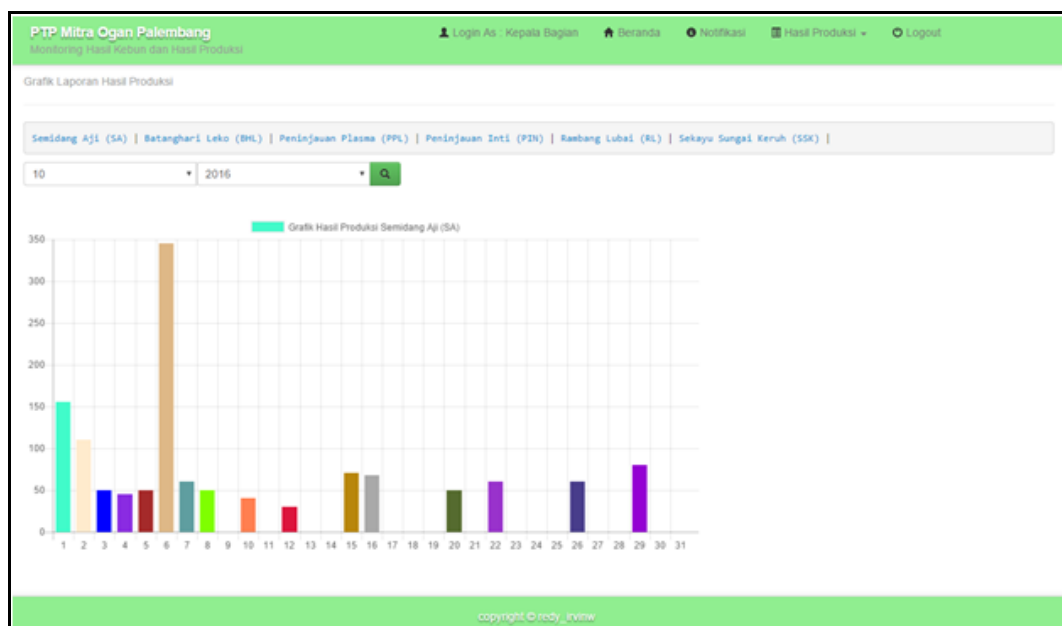 PTP Mitra Ogan Palembang
Monitoring Hasil Kebun dan Hasil Produksi
Login As : Kepala Bagian Beranda Notifikasi Hasil Produksi Logout
Grafik Laporan Hasil Produksi
Semidang Aji (SA) | Batanghari Leko (BHL) | Peninjauan Plasma (PPL) | Peninjauan Inti (PIN) | Rambang Lubai (RL) | Sekayu Sungai Keruh (SSK) |
10 2016
Grafik Hasil Produksi Semidang Aji (SA)
350
300
250
200
150
100
50
0
1 2 3 4 5 6 7 8 9 10 11 12 13 14 15 16 17 18 19 20 21 22 23 24 25 26 27 28 29 30 31
copyright © redy_irvinw